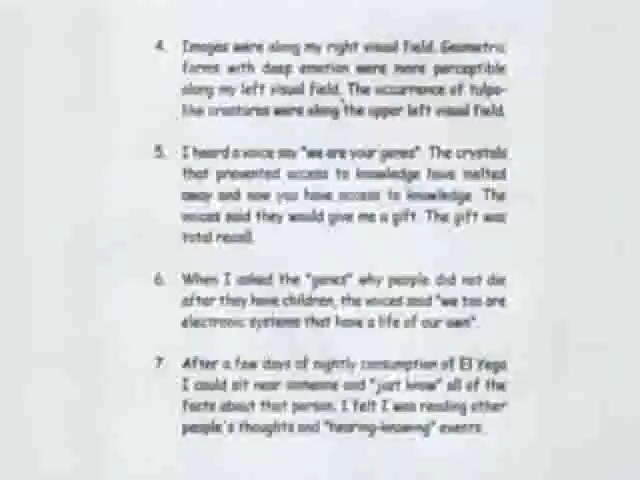 4. Images were along my right visual field. Geometric
forms with deep emotion were more perceptible
along my left visual field. The occurrence of tulpa-
like creatures were along the upper left visual field.
5. I heard a voice say "we are your genes". The crystals
that prevented access to knowledge have melted
away and now you have access to knowledge. The
voices said they would give me a gift. The gift was
total recall.
6. When I asked the "genes" why people did not die
after they have children, the voices said "we too are
electronic systems that have a life of our own".
7. After a few days of nightly consumption of El Yage
I could sit near someone and "just know" all of the
facts about that person. I felt I was reading other
people's thoughts and "hearing-knowing" events.